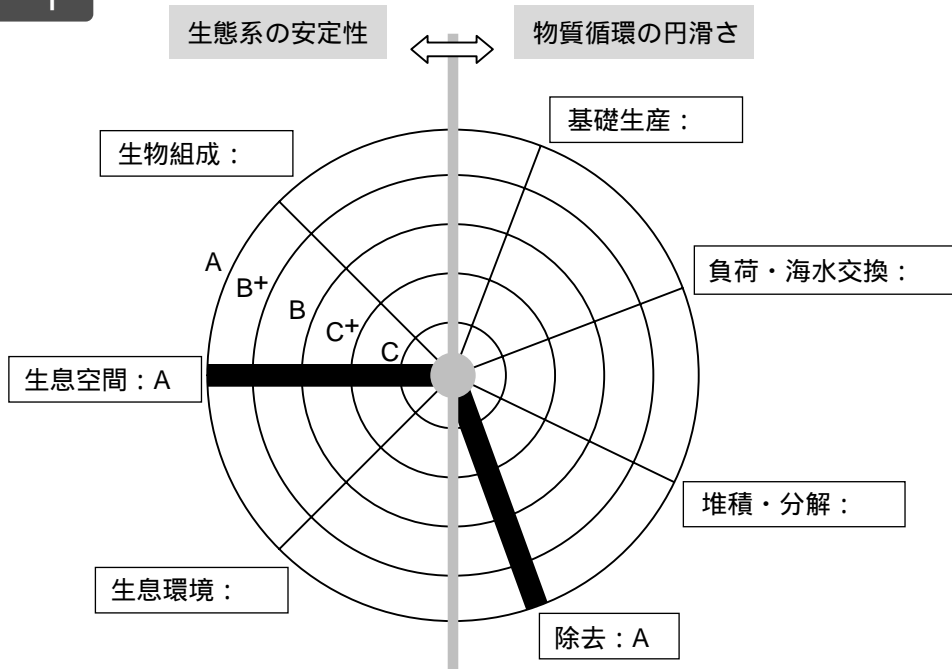 生態系の安定性
物質循環の円滑さ
基礎生産：
生物組成：
負荷・海水交換：
A
B+
B
C+
C
生息空間：A
堆積・分解：
生息環境：
除去：A